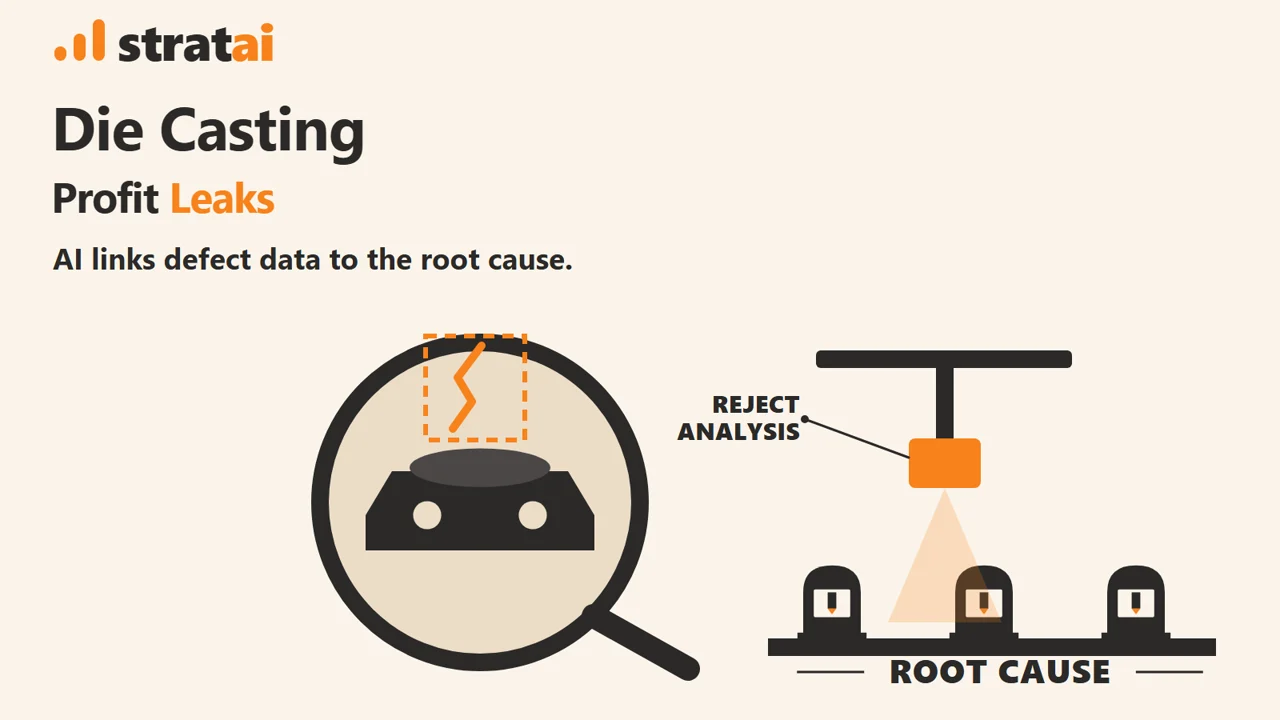 stratai
Die Casting
Profit Leaks
AI links defect data to the root cause.
REJECT
ANALYSIS
ROOT CAUSE